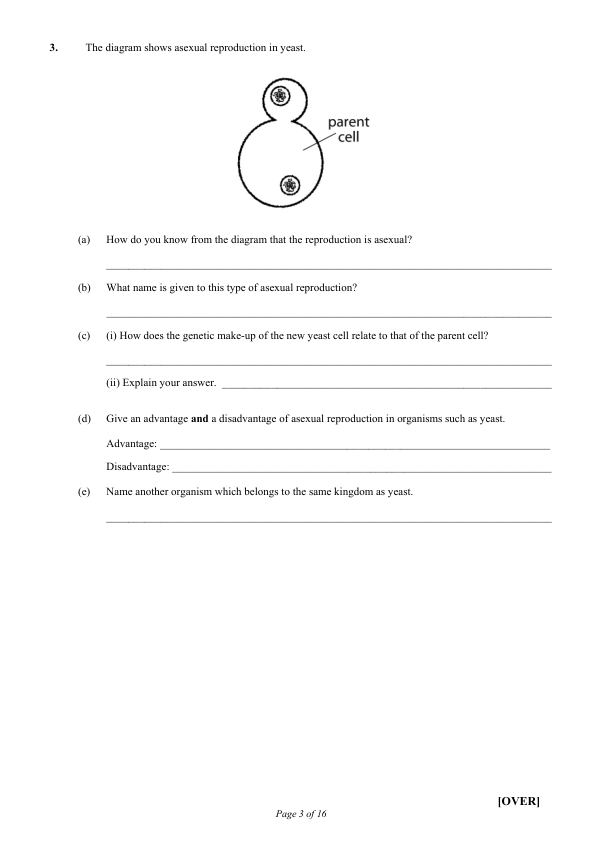 3. The diagram shows asexual reproduction in yeast.
parent
cell
(a) How do you know from the diagram that the reproduction is asexual?
(b) What name is given to this type of asexual reproduction?
(c) (i) How does the genetic make-up of the new yeast cell relate to that of the parent cell?
(ii) Explain your answer.
(d) Give an advantage and a disadvantage of asexual reproduction in organisms such as yeast.
Advantage:
Disadvantage:
(e) Name another organism which belongs to the same kingdom as yeast.
[OVER]
Page 3 of 16